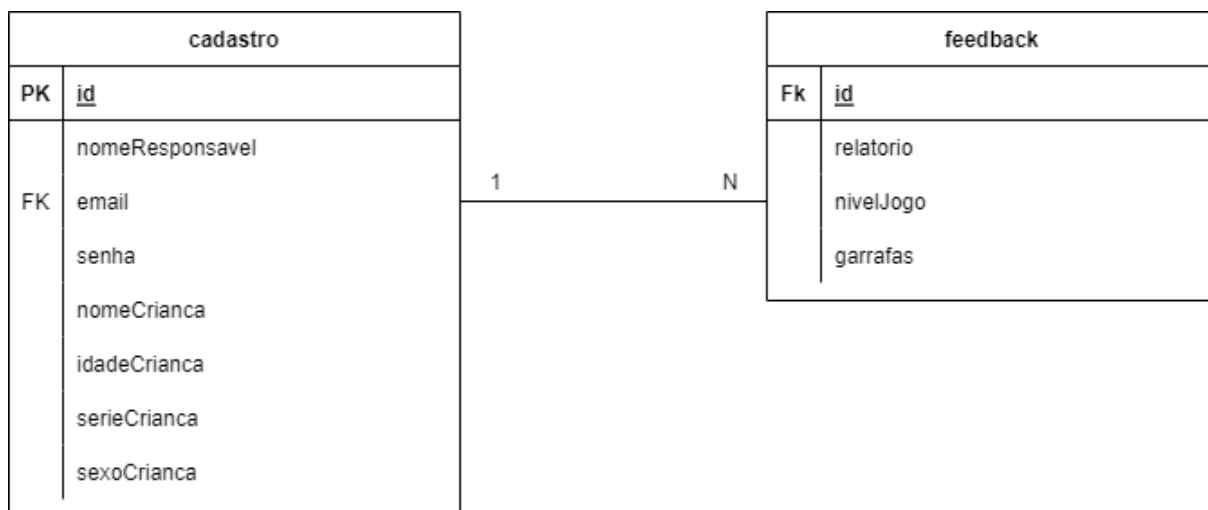 cadastro
PK id
nomeResponsavel
FK email
senha
nomeCrianca
idadeCrianca
serieCrianca
sexoCrianca
1 N
feedback
Fk id
relatorio
nivelJogo
garrafas